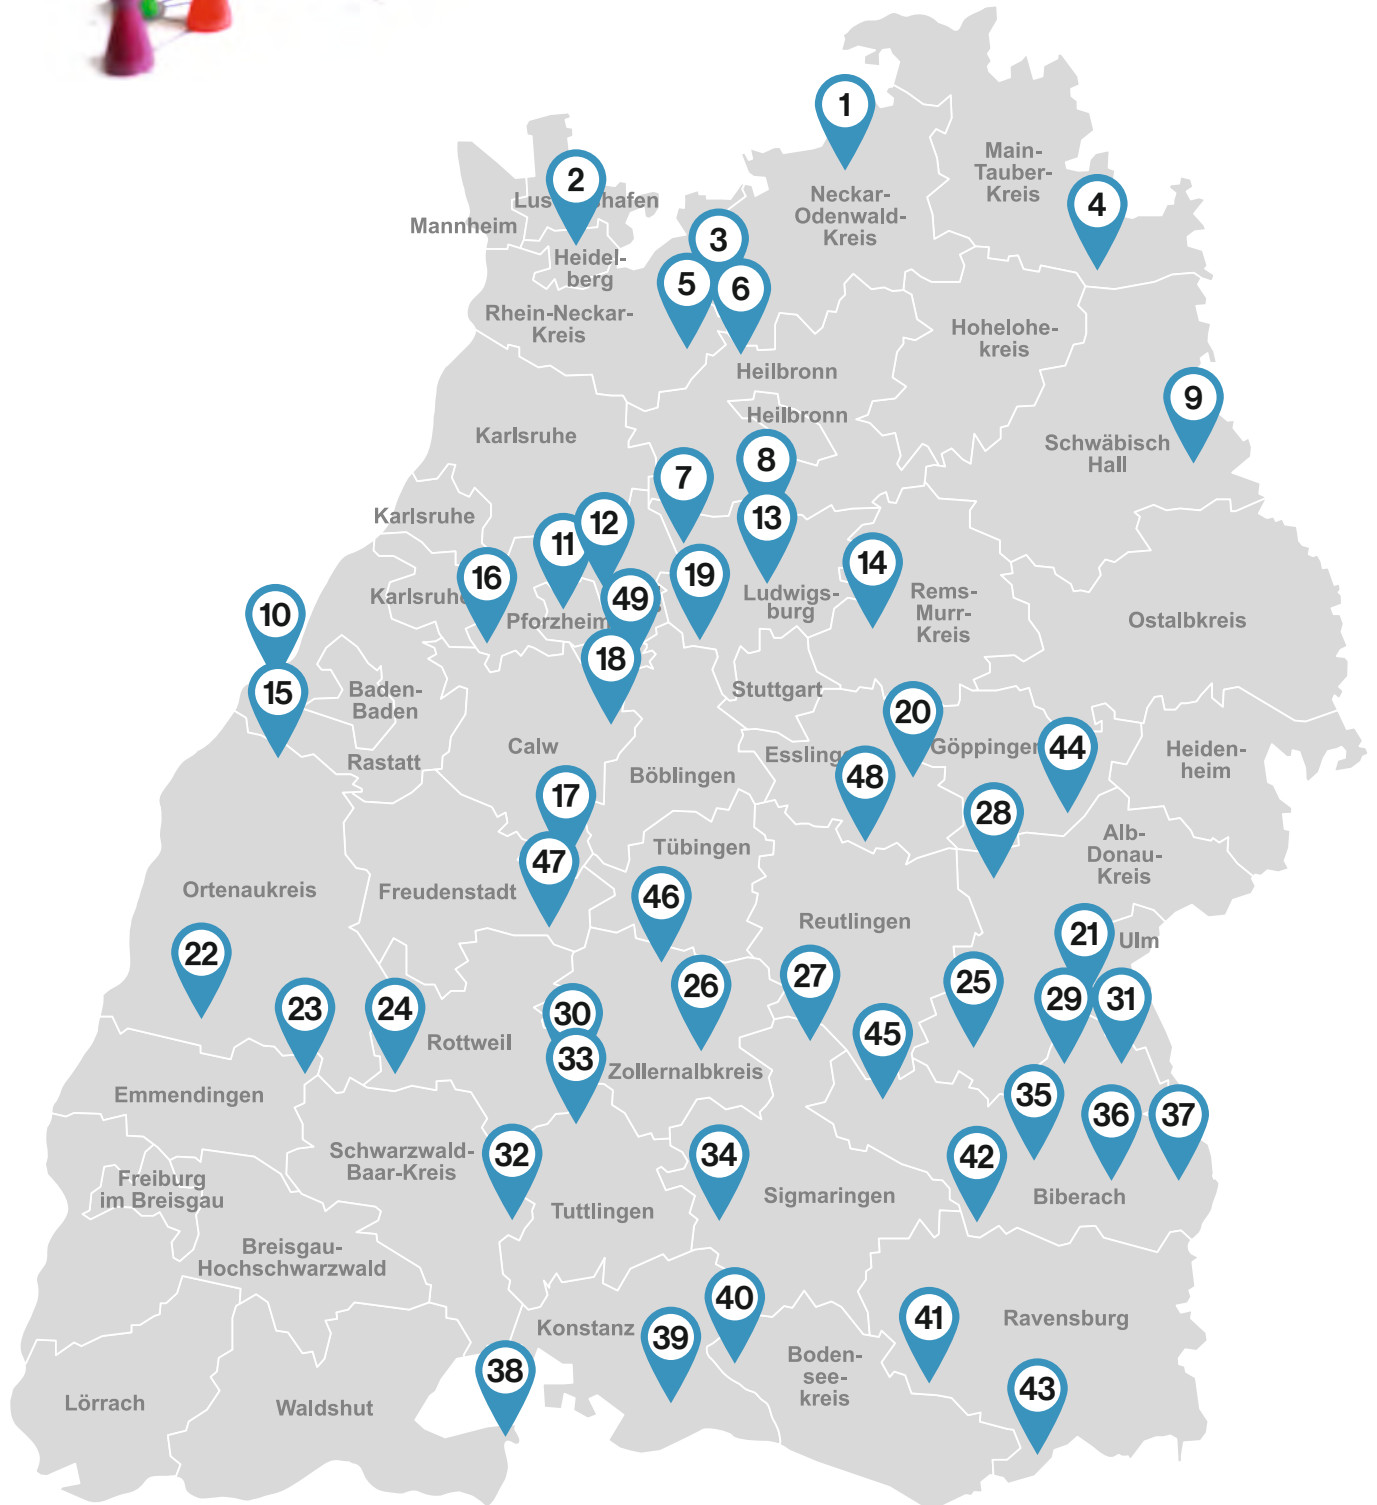 1
Main-
Tauber-
Kreis
2
Neckar-
Odenwald-
Kreis
4
Mannheim
3
Heidel-
berg
5
6
Rhein-Neckar-
Kreis
Hohelohe-
kreis
Heilbronn
9
Heilbronn
Karlsruhe
Schwäbisch
Hall
8
7
Karlsruhe
12
13
11
14
16
19
Karlsruhe
49
Ludwigs-
burg
Rems-
Murr-
Kreis
10
Pforzheim
Ostalbkreis
18
15
Baden-
Baden
Stuttgart
20
Calw
Göppingen
44
Heiden-
heim
Rastatt
Böblingen
48
17
28
Tübingen
Alb-
Donau-
Kreis
47
Ortenaukreis
Freudenstadt
46
Reutlingen
21
Ulm
22
27
25
26
29
31
23
24
30
Rottweil
45
33
Zollernalbkreis
Emmendingen
35
36
37
Schwarzwald-
Baar-Kreis
32
34
42
Freiburg
im Breisgau
Sigmaringen
Biberach
Tuttlingen
Breisgau-
Hochschwarzwald
40
41
Ravensburg
Konstanz
39
38
Boden-
see-
kreis
43
Lörrach
Waldshut